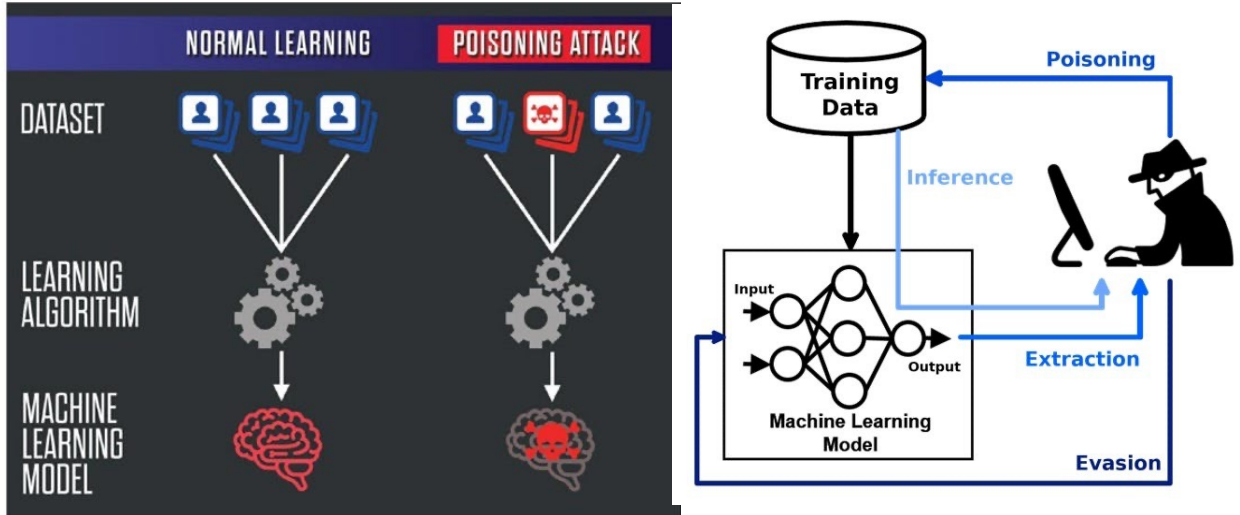 NORMAL LEARNING
POISONING ATTACK
DATASET
LEARNING
ALGORITHM
MACHINE
LEARNING
MODEL
Training
Data
Poisoning
Inference
Input
Output
Extraction
Machine Learning
Model
Evasion